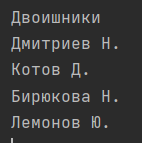 Двоишники
Дмитриев Н.
Котов Д.
Бирюкова Н.
Лемонов Ю.